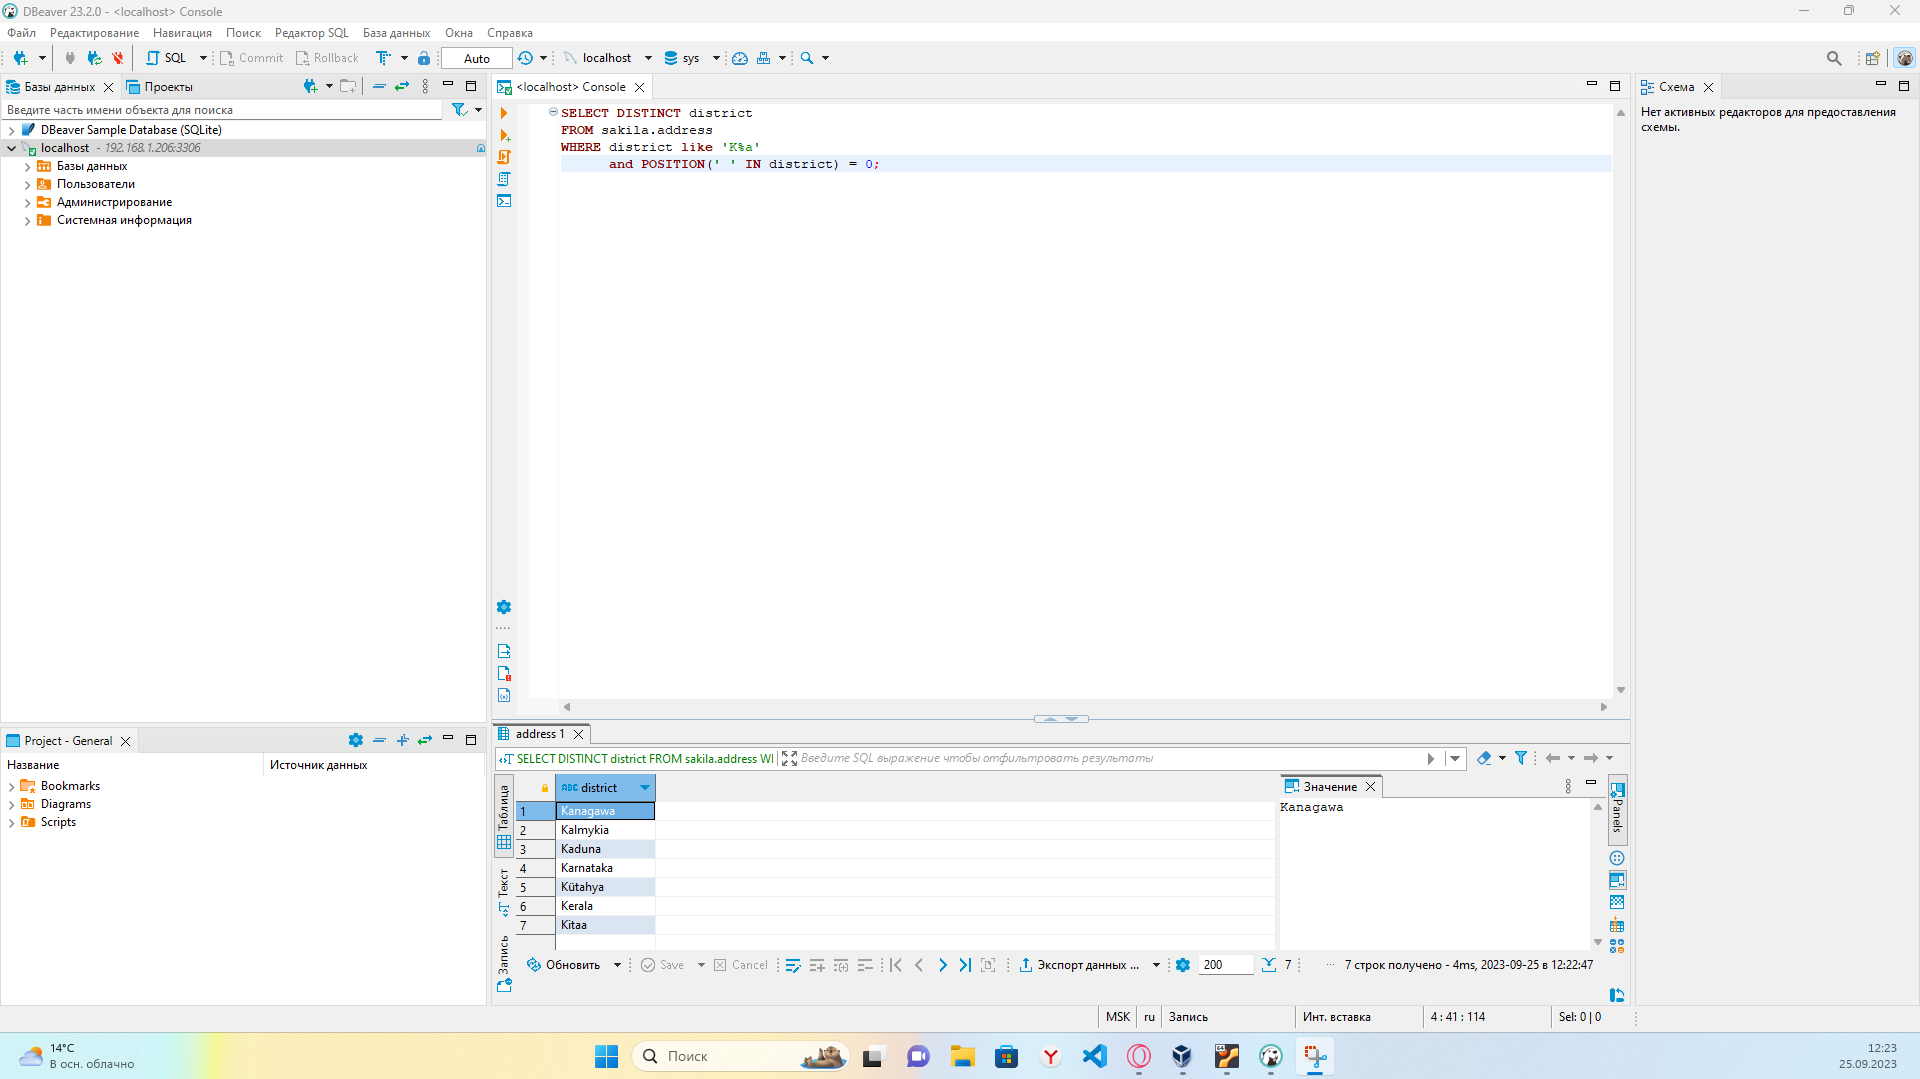 DBeaver 23.2.0 - <localhost> Console
Файл Редактирование Навигация Поиск Редактор SQL База данных Окна Справка
SQL Commit Rollback Auto localhost sys
Базы данных Проекты
Введите часть имени объекта для поиска
DBeaver Sample Database (SQLite)
localhost - 192.168.1.206:3306
Базы данных
Пользователи
Администрирование
Системная информация
<localhost> Console
SELECT DISTINCT district
FROM sakila.address
WHERE district like 'K%a'
and POSITION(' ' IN district) = 0;
Схема
Нет активных редакторов для предоставления
схемы.
Project - General
Название Источник данных
Bookmarks
Diagrams
Scripts
address 1
SELECT DISTINCT district FROM sakila.address WI Введите SQL выражение чтобы отфильтровать результаты
Таблица
Текст
Запись
ABC district
1 Kanagawa
2 Kalmykia
3 Kaduna
4 Karnataka
5 Kütahya
6 Kerala
7 Kitaa
Значение
Kanagawa
Panels
Обновить Save Cancel Экспорт данных ... 200 7 7 строк получено - 4ms, 2023-09-25 в 12:22:47
MSK ru Запись Инт. вставка 4 : 41 : 114 Sel: 0 | 0
14°C
В осн. облачно
Поиск
12:23
25.09.2023